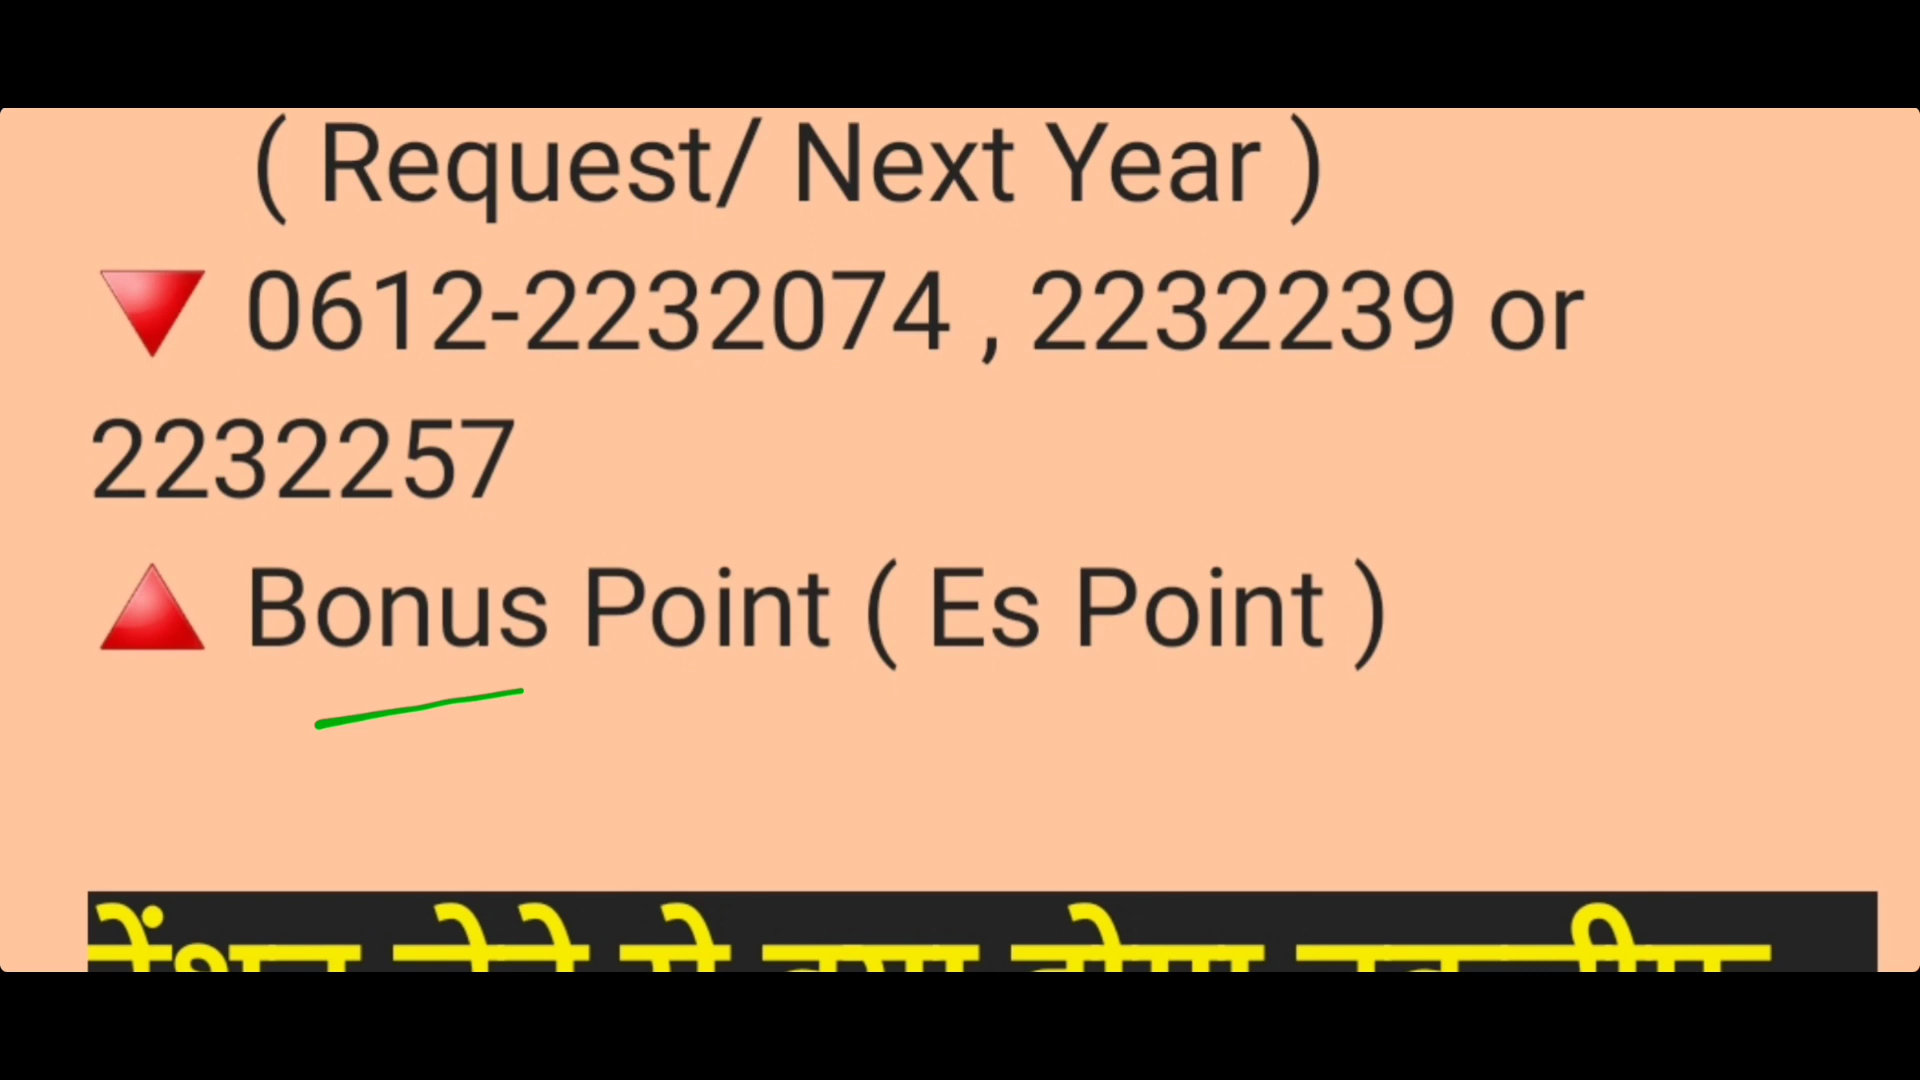 ( Request/ Next Year )
🔻 0612-2232074 , 2232239 or
2232257
🔺 Bonus Point ( Es Point )